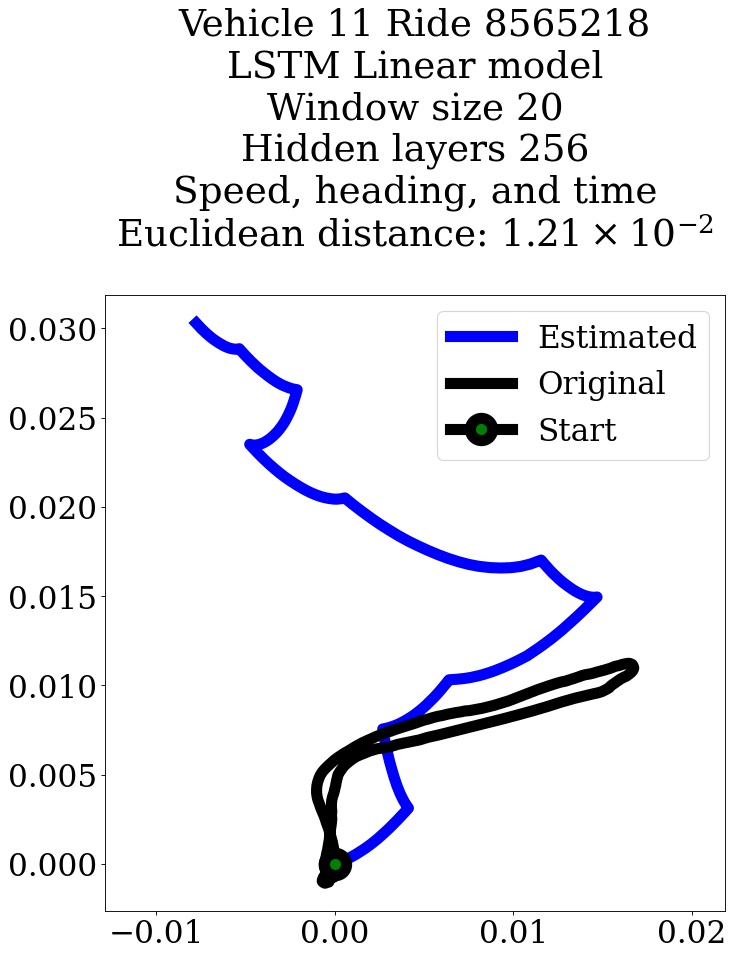 Vehicle 11 Ride 8565218
LSTM Linear model
Window size 20
Hidden layers 256
Speed, heading, and time
Euclidean distance: 1.21 × 10⁻²
0.030
0.025
0.020
0.015
0.010
0.005
0.000
Estimated
Original
Start
−0.01
0.00
0.01
0.02